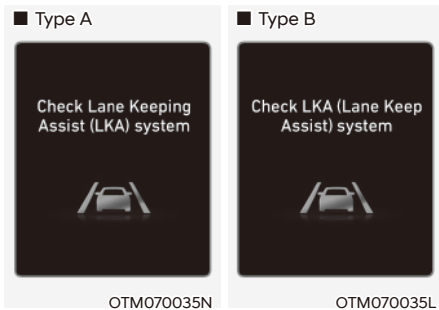 ■ Type A
Check Lane Keeping
Assist (LKA) system
OTM070035N
■ Type B
Check LKA (Lane Keep
Assist) system
OTM070035L